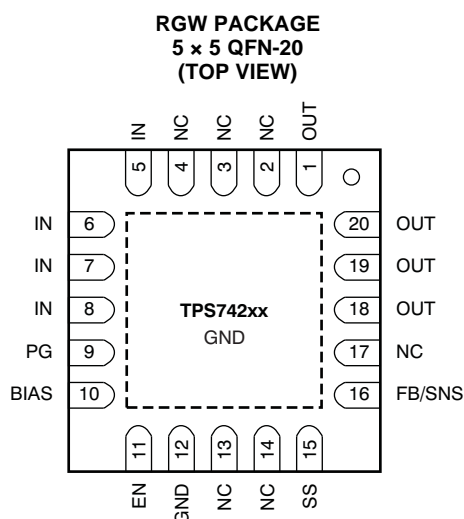 RGW PACKAGE
5 × 5 QFN-20
(TOP VIEW)
IN NC NC NC OUT
5 4 3 2 1
IN 6 20 OUT
IN 7 19 OUT
IN 8 18 OUT
TPS742xx
GND
PG 9 17 NC
BIAS 10 16 FB/SNS
11 12 13 14 15
EN GND NC NC SS